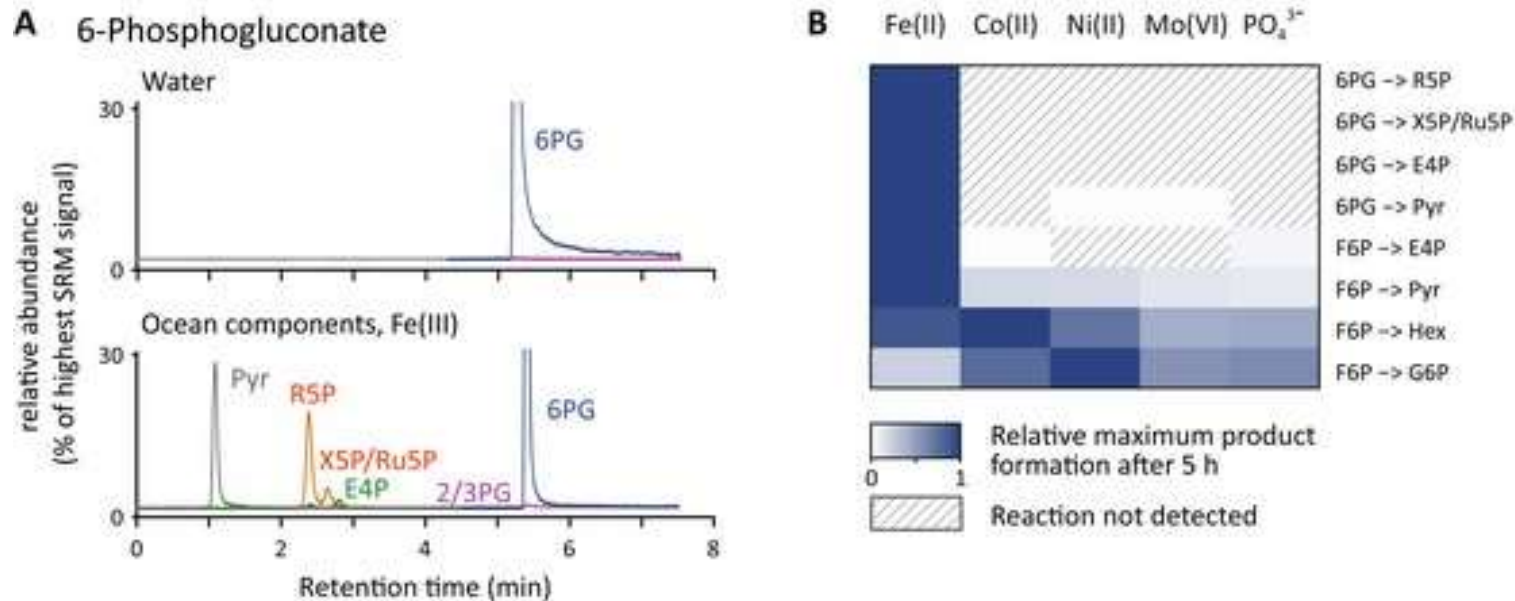 A 6-Phosphogluconate
Water
30
0
6PG
relative abundance
(% of highest SRM signal)
Ocean components, Fe(III)
30
0
Pyr
R5P
X5P/Ru5P
E4P
2/3PG
6PG
0 2 4 6 8
Retention time (min)
B Fe(II) Co(II) Ni(II) Mo(VI) PO₄³⁻
6PG −> R5P
6PG −> X5P/Ru5P
6PG −> E4P
6PG −> Pyr
F6P −> E4P
F6P −> Pyr
F6P −> Hex
F6P −> G6P
0 1
Relative maximum product
formation after 5 h
Reaction not detected